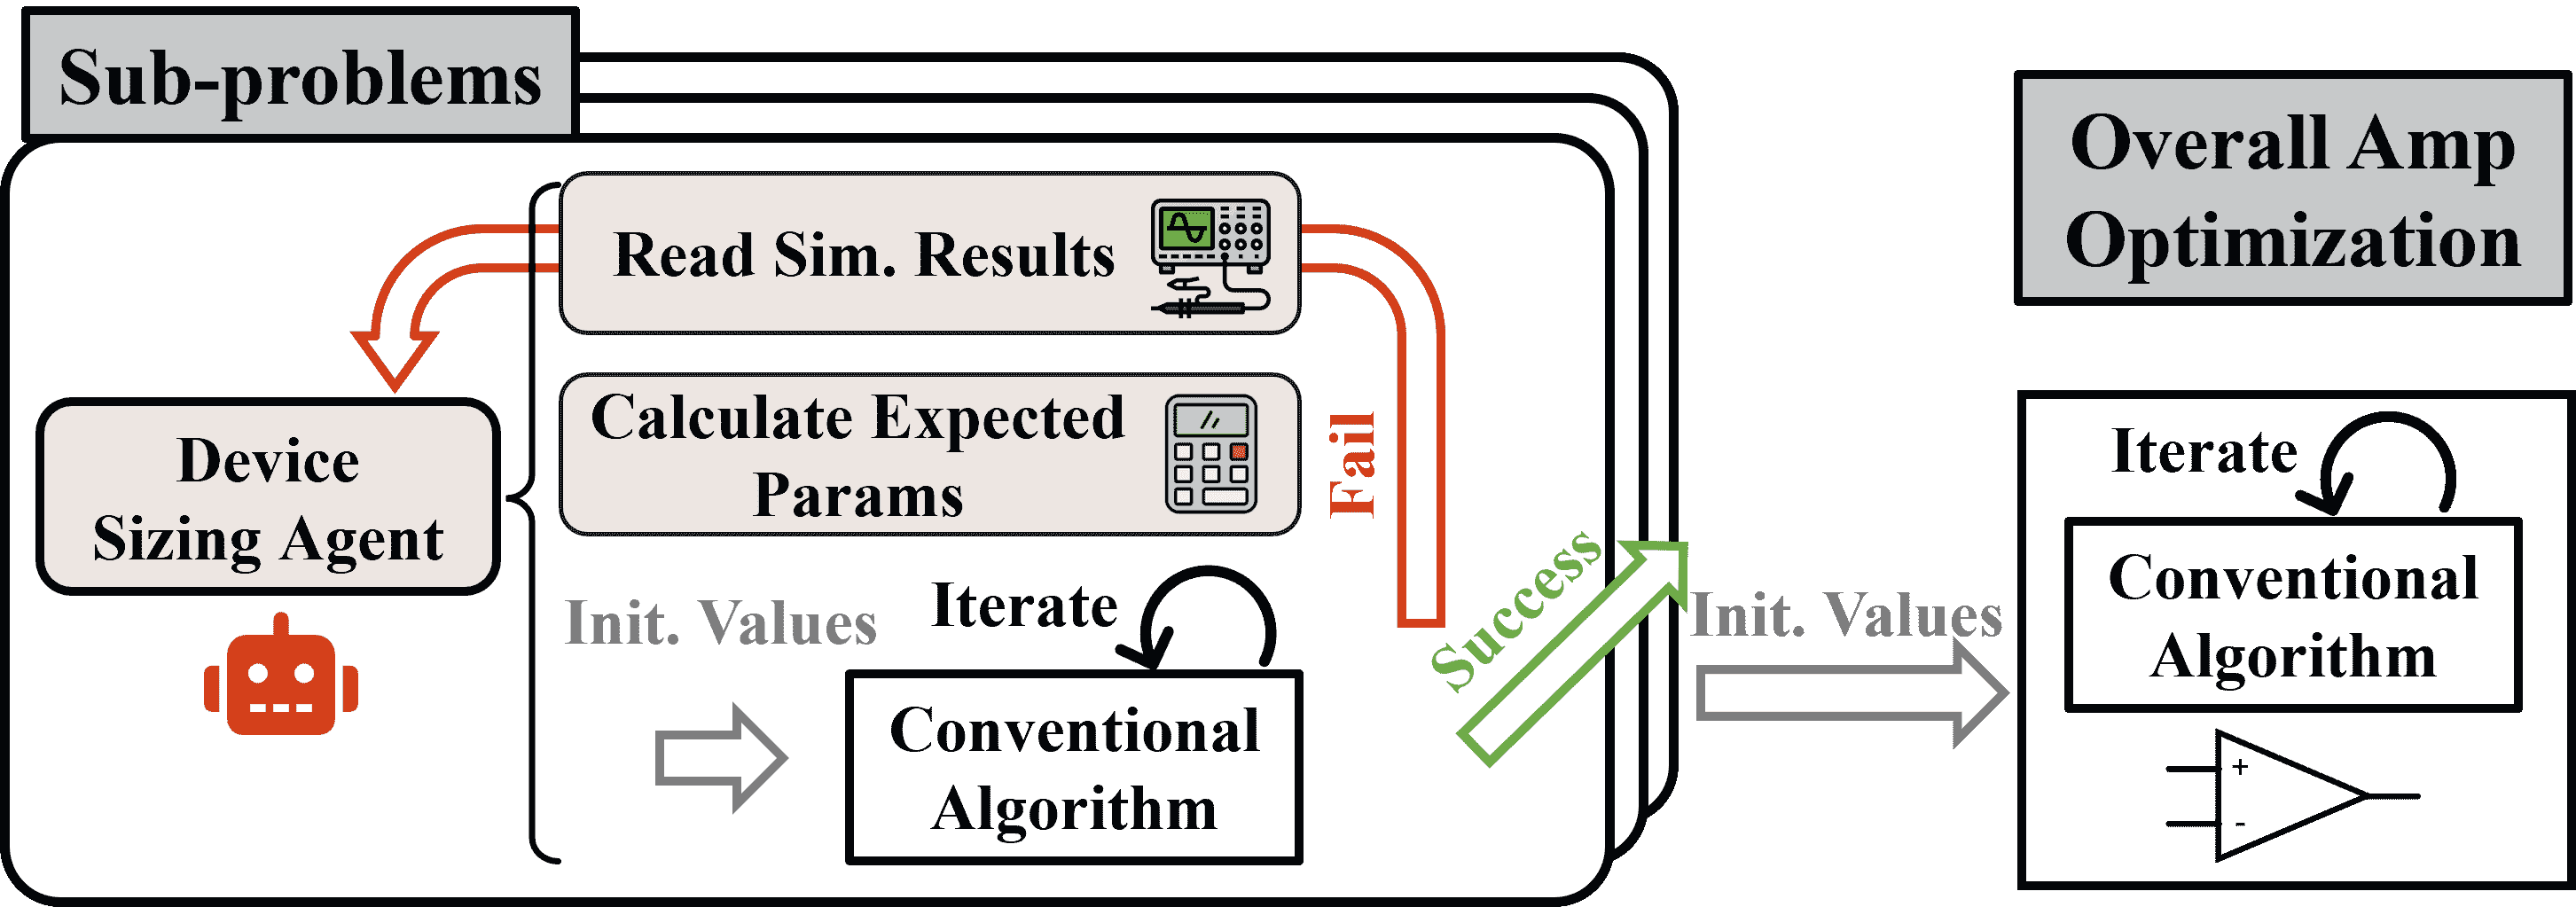 Sub-problems
Read Sim. Results
Calculate Expected
Params
Device
Sizing Agent
Init. Values
Iterate
Conventional
Algorithm
Fail
Success
Init. Values
Overall Amp
Optimization
Iterate
Conventional
Algorithm
+
-